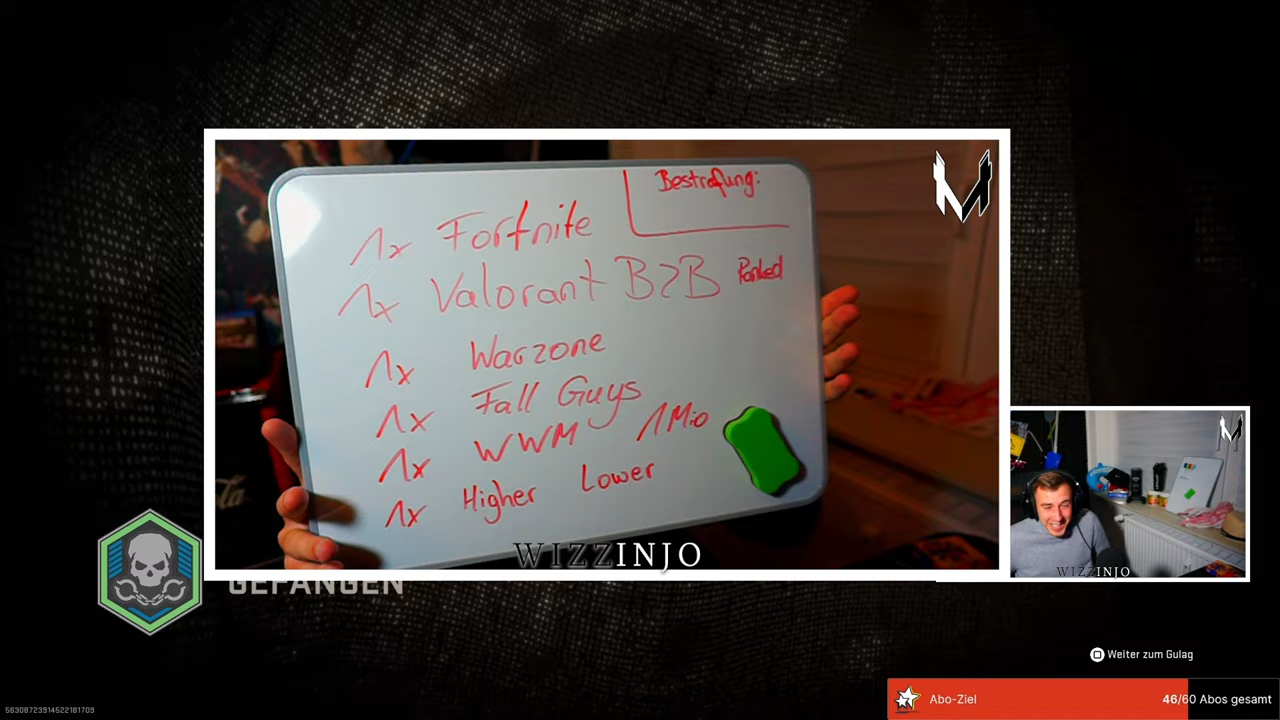 Bestrafung:
1x Fortnite
1x Valorant B2B Ranked
1x Warzone
1x Fall Guys
1x WWM 1Mio
1x Higher Lower
WIZZINJO
WIZZINJO
GEFANGEN
Weiter zum Gulag
Abo-Ziel 46/60 Abos gesamt
56308723914522181709